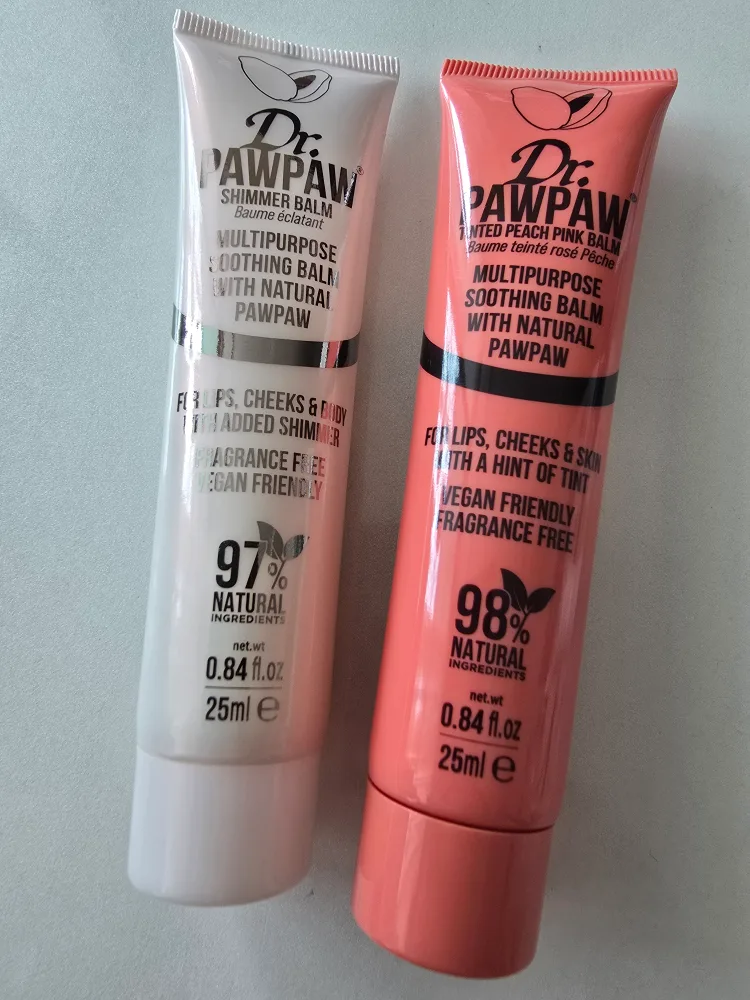 Dr.
PAWPAW®
SHIMMER BALM
Baume éclatant
MULTIPURPOSE
SOOTHING BALM
WITH NATURAL
PAWPAW
FOR LIPS, CHEEKS & BODY
WITH ADDED SHIMMER
FRAGRANCE FREE
VEGAN FRIENDLY
97%
NATURAL
INGREDIENTS
net.wt
0.84 fl.oz
25ml ℮
Dr.
PAWPAW®
TINTED PEACH PINK BALM
Baume teinté rosé Pêche
MULTIPURPOSE
SOOTHING BALM
WITH NATURAL
PAWPAW
FOR LIPS, CHEEKS & SKIN
WITH A HINT OF TINT
VEGAN FRIENDLY
FRAGRANCE FREE
98%
NATURAL
INGREDIENTS
net.wt
0.84 fl.oz
25ml ℮